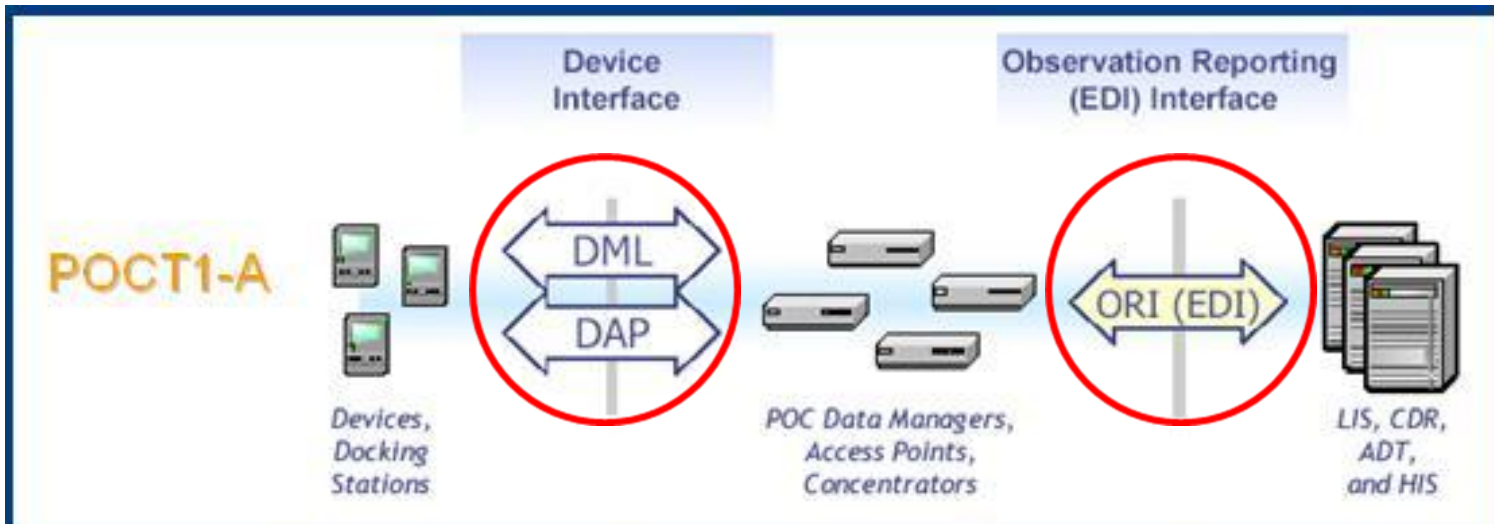 Device
Interface
Observation Reporting
(EDI) Interface
POCT1-A
DML
DAP
ORI (EDI)
Devices,
Docking
Stations
POC Data Managers,
Access Points,
Concentrators
LIS, CDR,
ADT,
and HIS